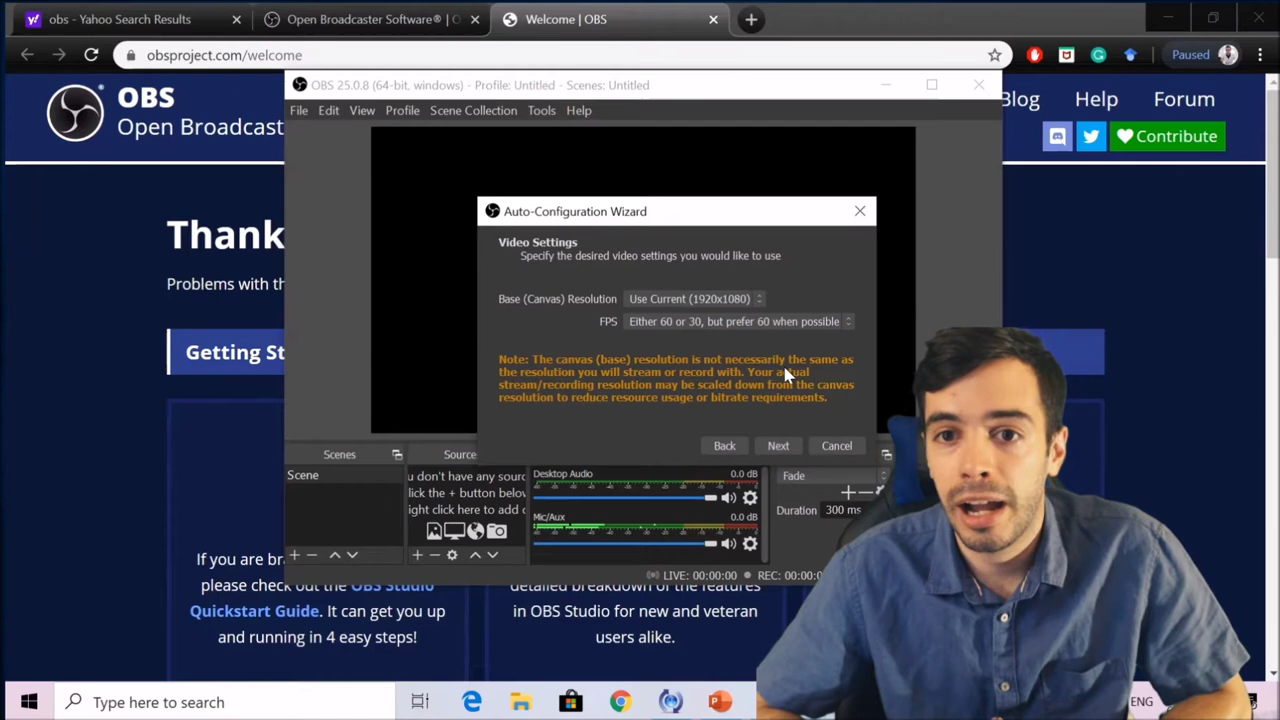 obs - Yahoo Search Results
Open Broadcaster Software® | O
Welcome | OBS
obsproject.com/welcome
Paused
OBS
Open Broadcast
Blog
Help
Forum
Contribute
OBS 25.0.8 (64-bit, windows) - Profile: Untitled - Scenes: Untitled
File Edit View Profile Scene Collection Tools Help
Thank
Problems with th
Getting St
Auto-Configuration Wizard
Video Settings
Specify the desired video settings you would like to use
Base (Canvas) Resolution Use Current (1920x1080)
FPS Either 60 or 30, but prefer 60 when possible
Note: The canvas (base) resolution is not necessarily the same as
the resolution you will stream or record with. Your actual
stream/recording resolution may be scaled down from the canvas
resolution to reduce resource usage or bitrate requirements.
Back Next Cancel
Scenes
Source
Scene
u don't have any sourc
lick the + button below
ight click here to add o
Desktop Audio 0.0 dB
Mic/Aux 0.0 dB
Fade
Duration 300 ms
LIVE: 00:00:00 REC: 00:00:0
If you are br
please check out the OBS Studio
Quickstart Guide. It can get you up
and running in 4 easy steps!
detailed breakdown of the features
in OBS Studio for new and veteran
users alike.
Type here to search
ENG